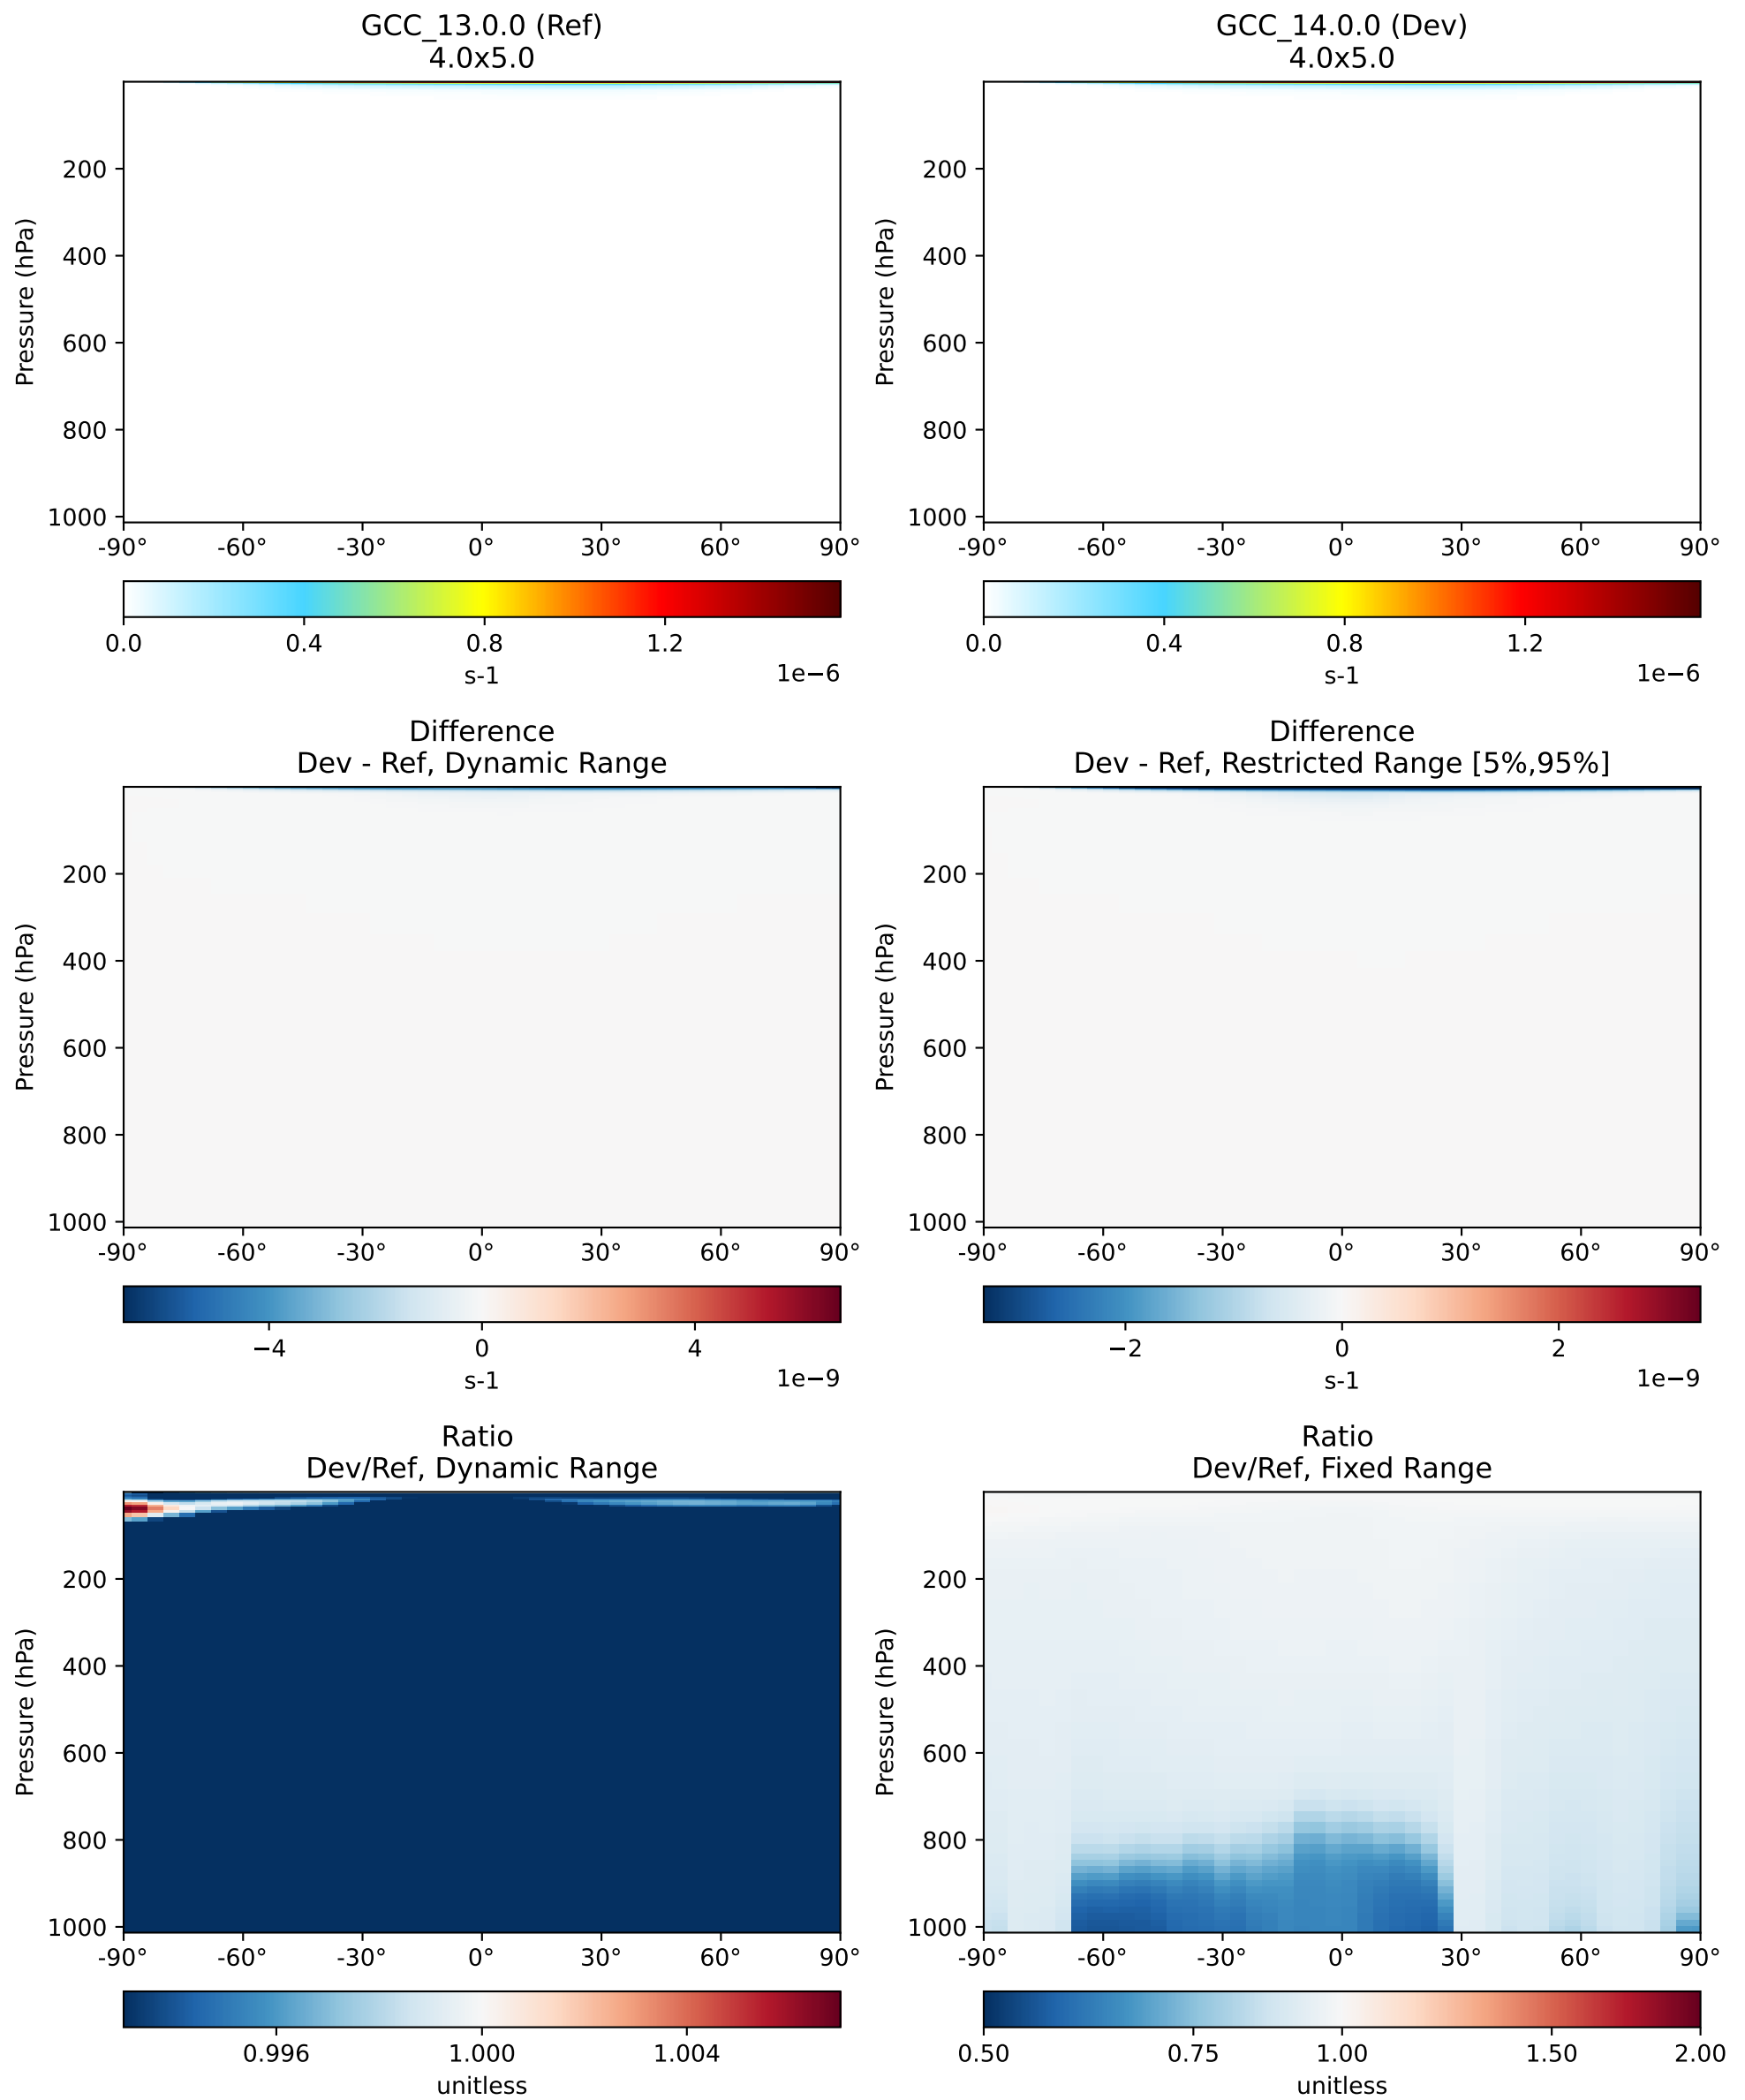 GCC_13.0.0 (Ref)
4.0x5.0
GCC_14.0.0 (Dev)
4.0x5.0
Pressure (hPa)
200
400
600
800
1000
-90° -60° -30° 0° 30° 60° 90°
0.0 0.4 0.8 1.2
s-1
1e−6
Pressure (hPa)
200
400
600
800
1000
-90° -60° -30° 0° 30° 60° 90°
0.0 0.4 0.8 1.2
s-1
1e−6
Difference
Dev - Ref, Dynamic Range
Pressure (hPa)
200
400
600
800
1000
-90° -60° -30° 0° 30° 60° 90°
−4 0 4
s-1
1e−9
Difference
Dev - Ref, Restricted Range [5%,95%]
Pressure (hPa)
200
400
600
800
1000
-90° -60° -30° 0° 30° 60° 90°
−2 0 2
s-1
1e−9
Ratio
Dev/Ref, Dynamic Range
Pressure (hPa)
200
400
600
800
1000
-90° -60° -30° 0° 30° 60° 90°
0.996 1.000 1.004
unitless
Ratio
Dev/Ref, Fixed Range
Pressure (hPa)
200
400
600
800
1000
-90° -60° -30° 0° 30° 60° 90°
0.50 0.75 1.00 1.50 2.00
unitless